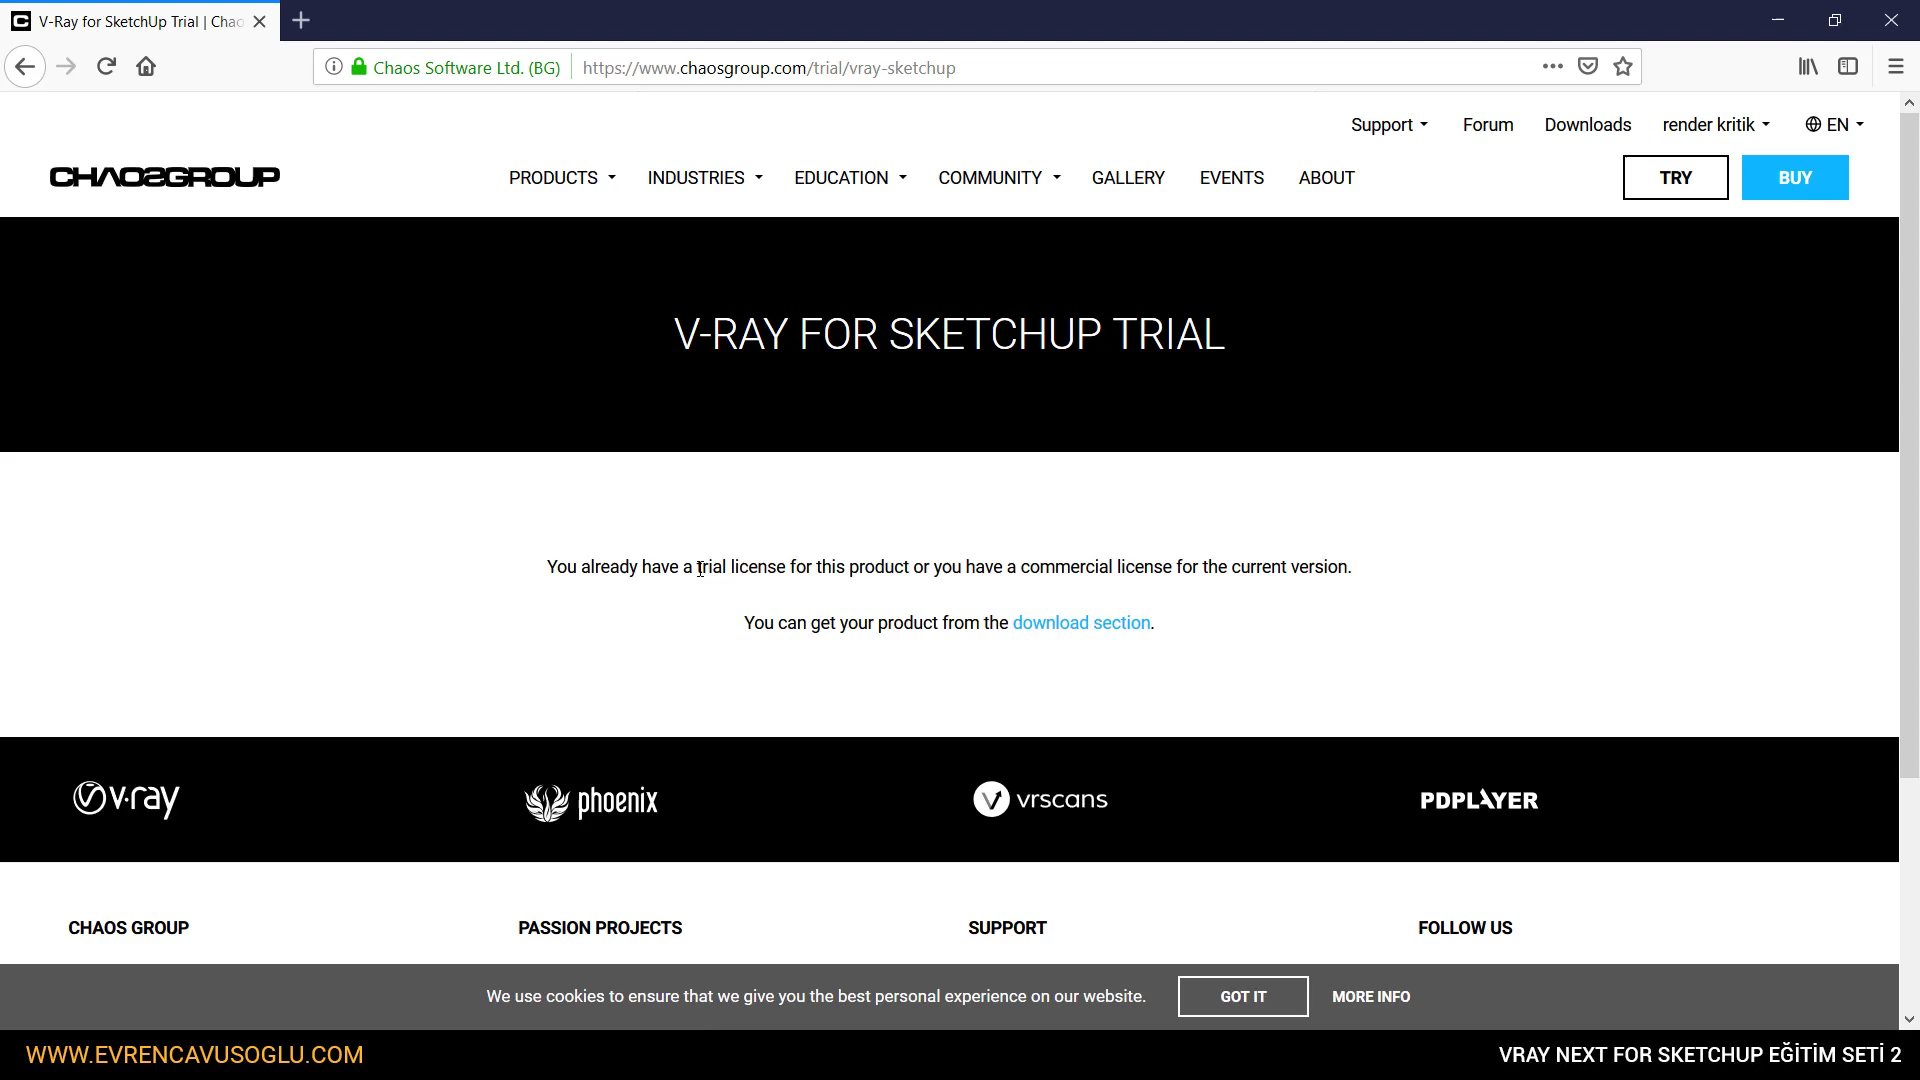 V-Ray for SketchUp Trial | Chao
Chaos Software Ltd. (BG) https://www.chaosgroup.com/trial/vray-sketchup
Support Forum Downloads render kritik EN
CHAOSGROUP PRODUCTS INDUSTRIES EDUCATION COMMUNITY GALLERY EVENTS ABOUT TRY BUY
V-RAY FOR SKETCHUP TRIAL
You already have a trial license for this product or you have a commercial license for the current version.
You can get your product from the download section.
v·ray phoenix vrscans PDPLAYER
CHAOS GROUP PASSION PROJECTS SUPPORT FOLLOW US
We use cookies to ensure that we give you the best personal experience on our website. GOT IT MORE INFO
WWW.EVRENCAVUSOGLU.COM VRAY NEXT FOR SKETCHUP EĞİTİM SETİ 2